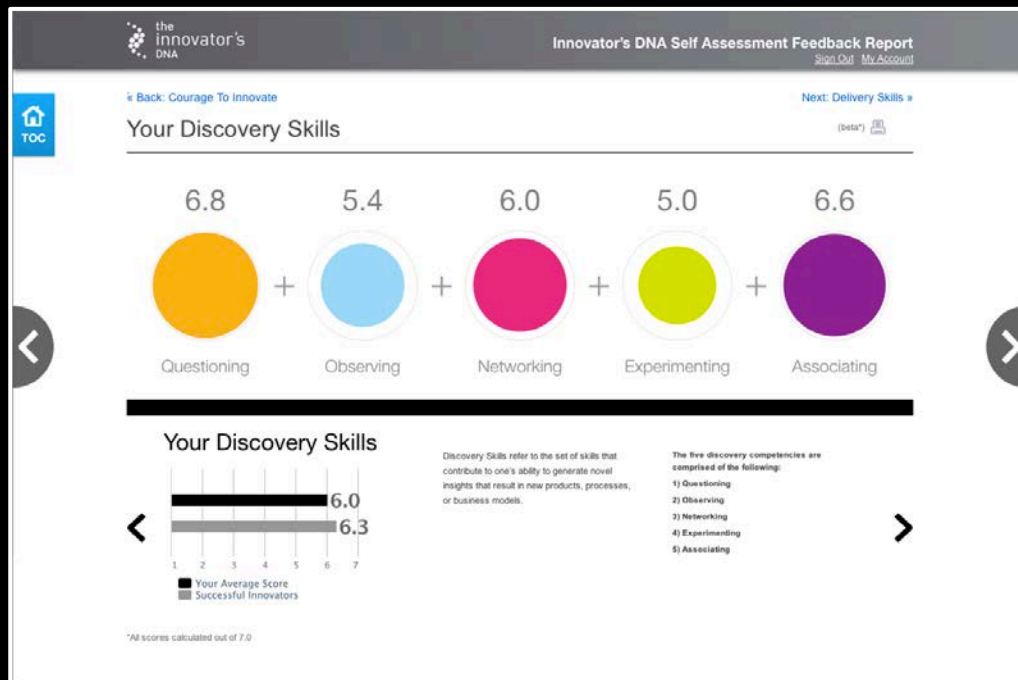 the
innovator's
DNA
Innovator's DNA Self Assessment Feedback Report
Sign Out My Account
« Back: Courage To Innovate
Next: Delivery Skills »
TOC
Your Discovery Skills
(beta*)
6.8 5.4 6.0 5.0 6.6
+ + + +
Questioning Observing Networking Experimenting Associating
Your Discovery Skills
6.0
6.3
1 2 3 4 5 6 7
Your Average Score
Successful Innovators
Discovery Skills refer to the set of skills that
contribute to one's ability to generate novel
insights that result in new products, processes,
or business models.
The five discovery competencies are
comprised of the following:
1) Questioning
2) Observing
3) Networking
4) Experimenting
5) Associating
*All scores calculated out of 7.0